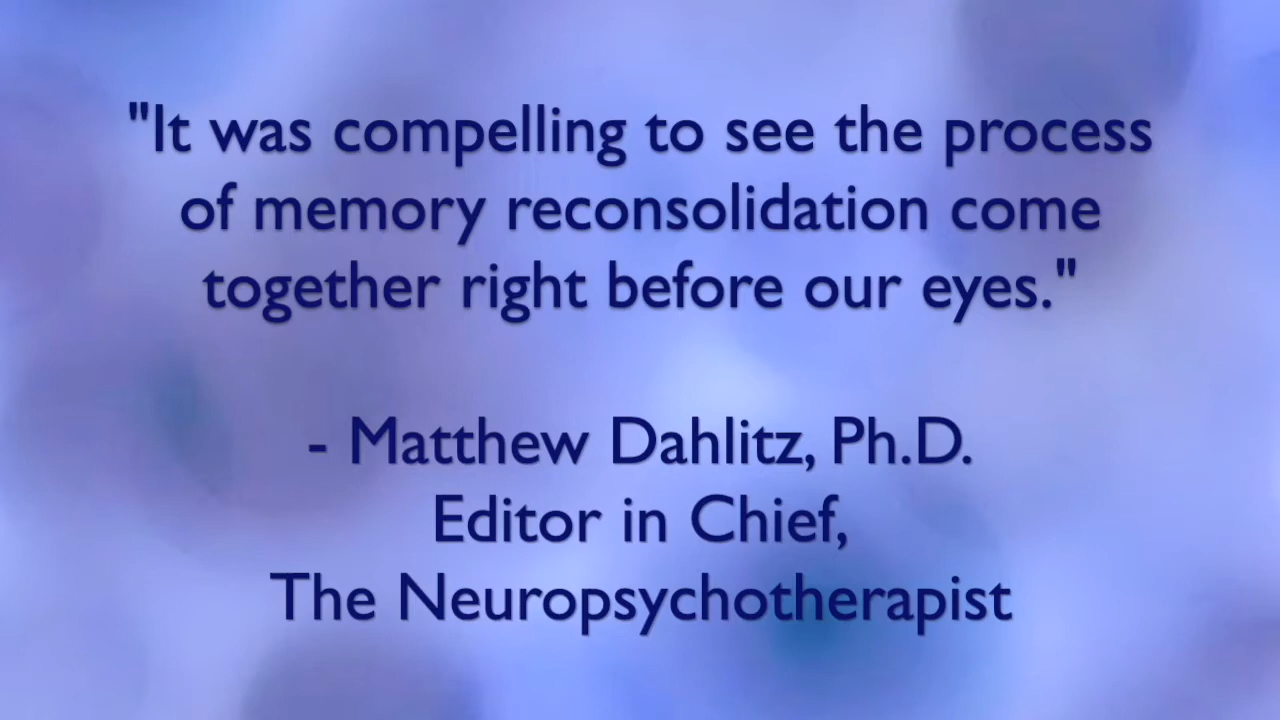 "It was compelling to see the process
of memory reconsolidation come
together right before our eyes."
- Matthew Dahlitz, Ph.D.
Editor in Chief,
The Neuropsychotherapist